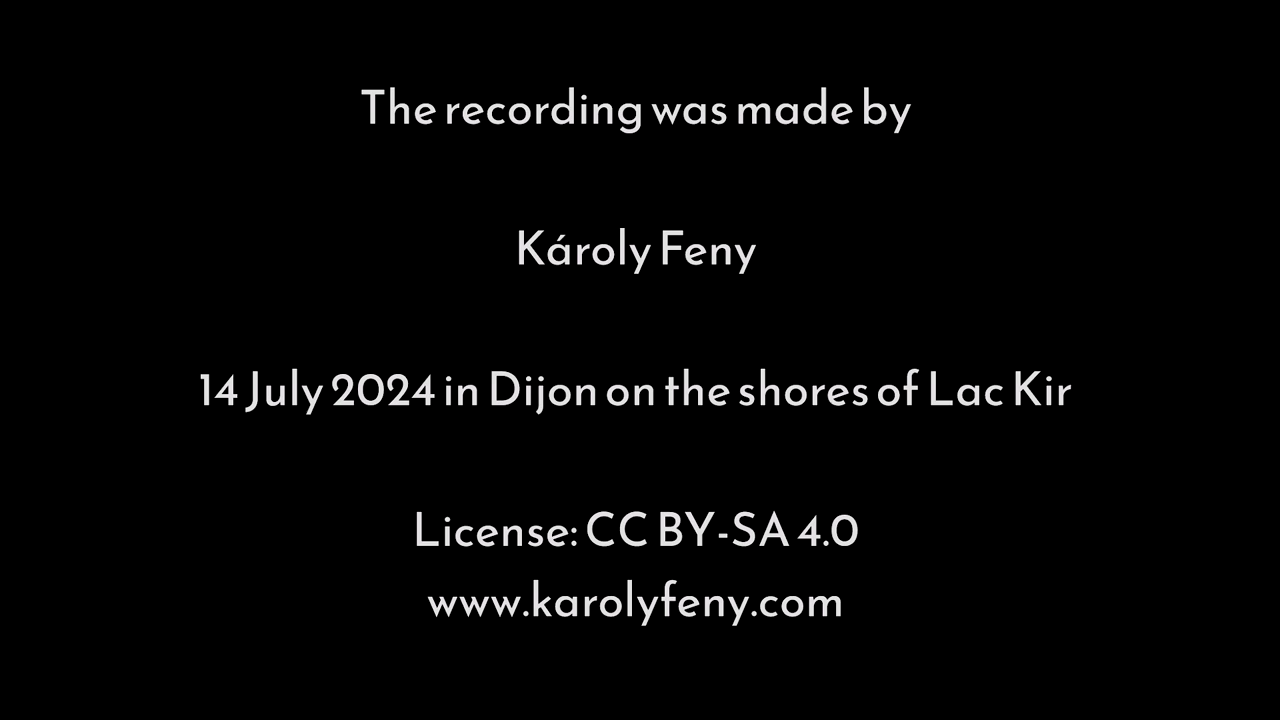 The recording was made by
Károly Feny
14 July 2024 in Dijon on the shores of Lac Kir
License: CC BY-SA 4.0
www.karolyfeny.com